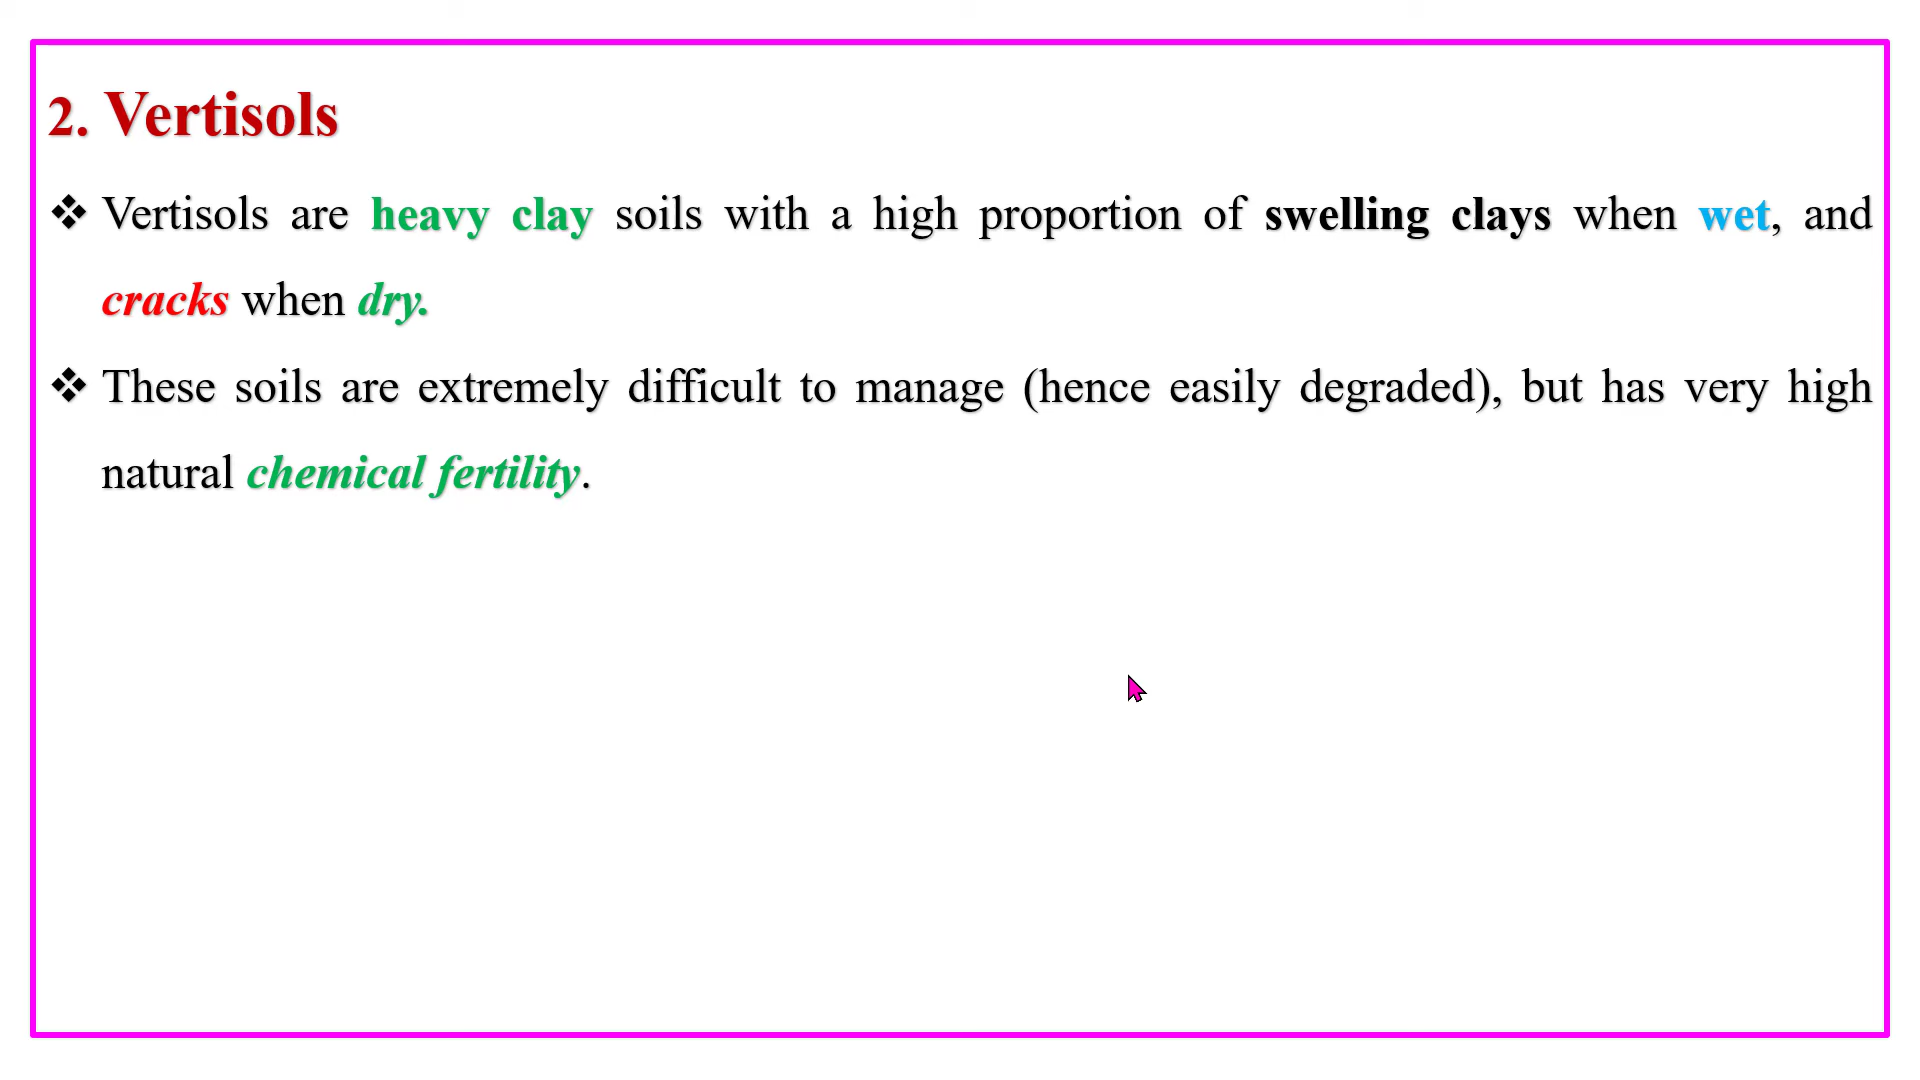 2. Vertisols
❖ Vertisols are heavy clay soils with a high proportion of swelling clays when wet, and
cracks when dry.
❖ These soils are extremely difficult to manage (hence easily degraded), but has very high
natural chemical fertility.